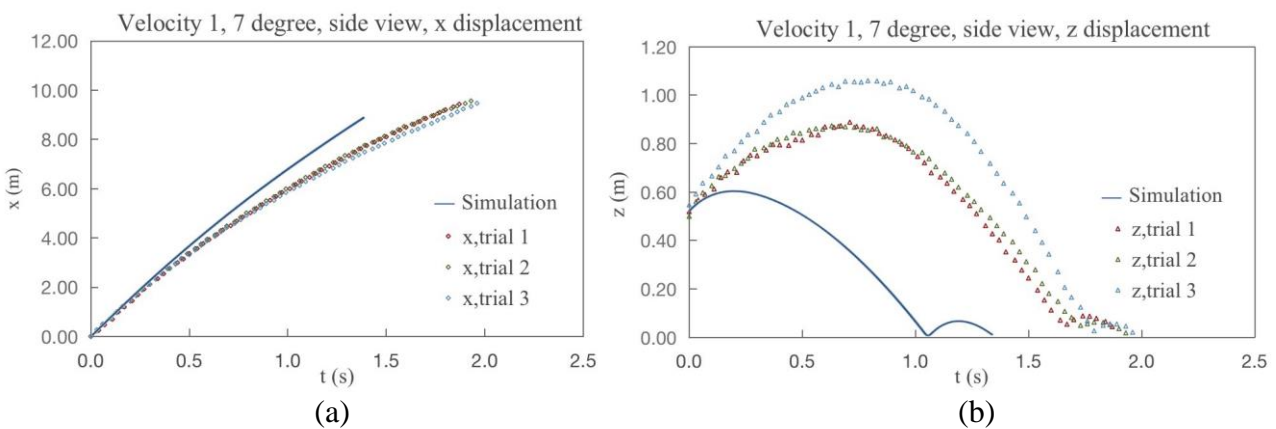 Velocity 1, 7 degree, side view, x displacement
12.00
10.00
8.00
6.00
4.00
2.00
0.00
x (m)
Simulation
x,trial 1
x,trial 2
x,trial 3
0.0 0.5 1.0 1.5 2.0 2.5
t (s)
(a)
Velocity 1, 7 degree, side view, z displacement
1.20
1.00
0.80
0.60
0.40
0.20
0.00
z (m)
Simulation
z,trial 1
z,trial 2
z,trial 3
0.0 0.5 1.0 1.5 2.0 2.5
t (s)
(b)